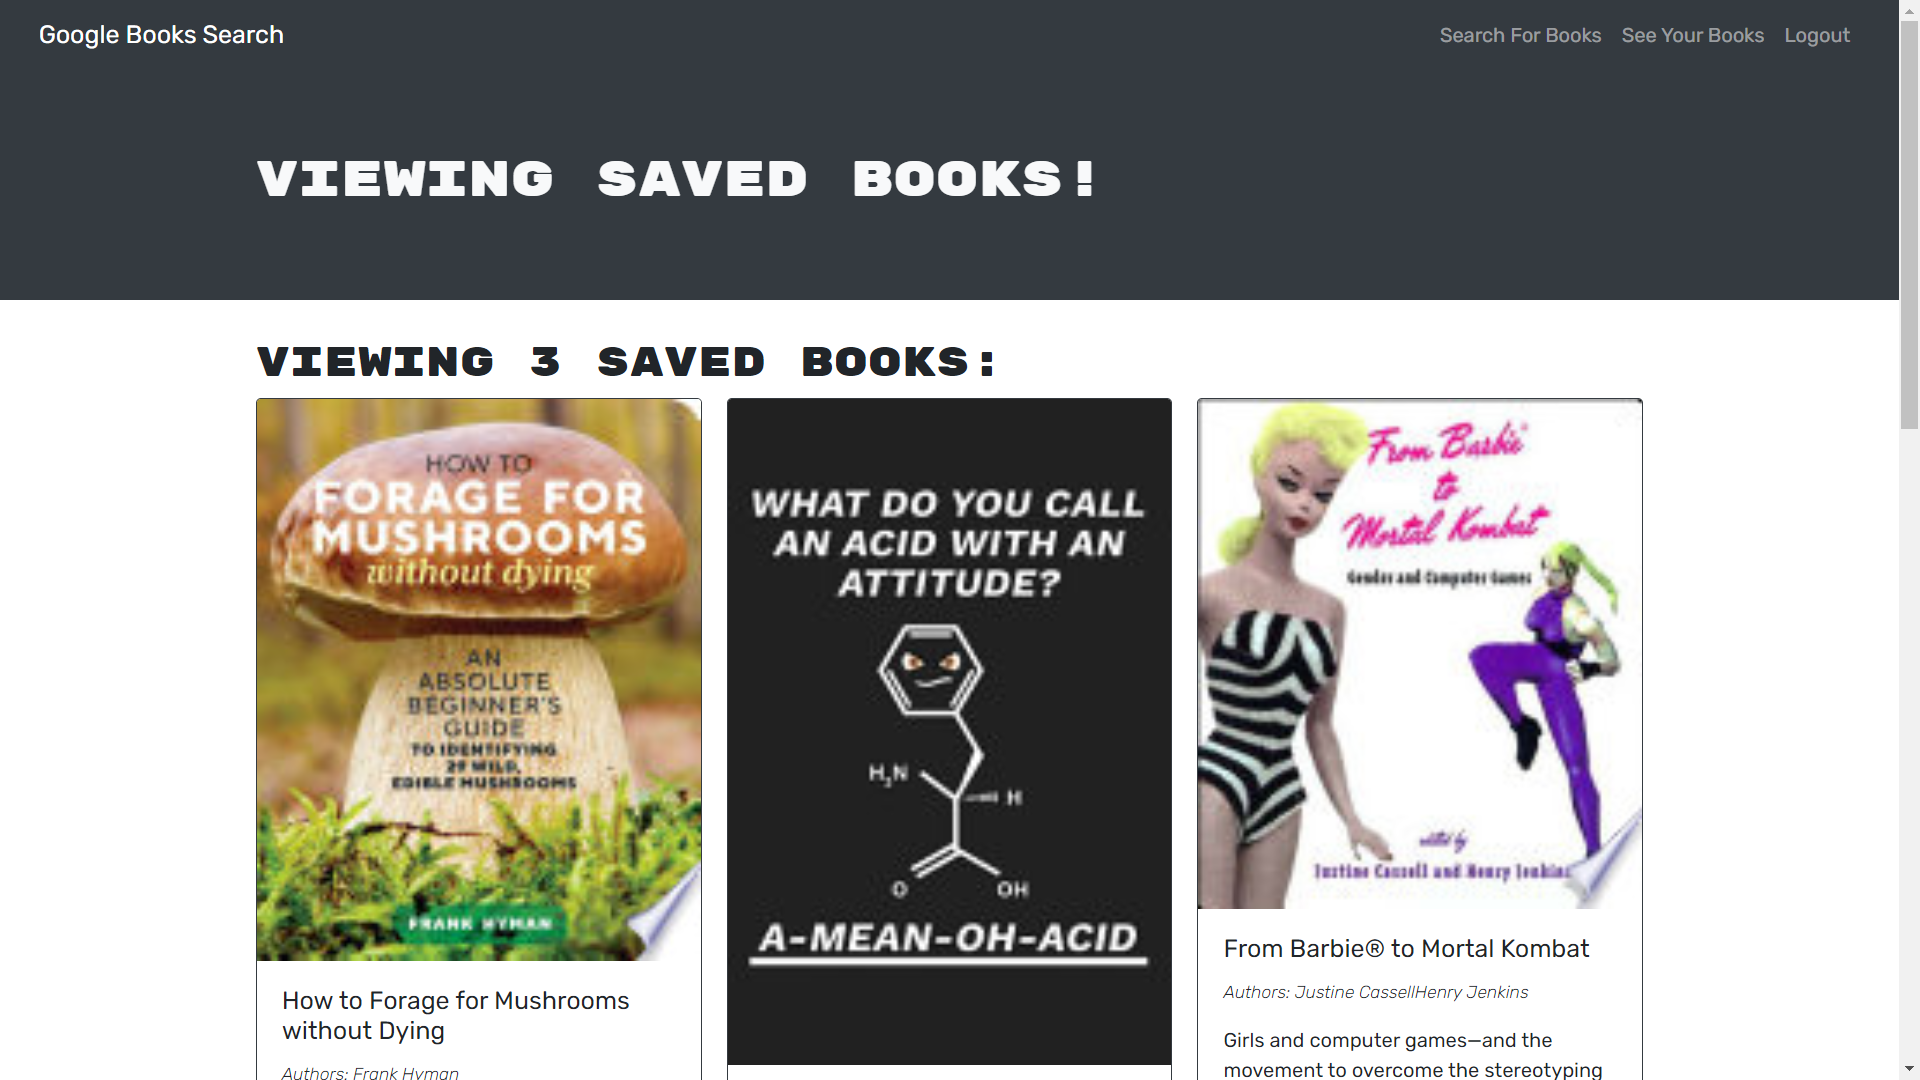 Google Books Search
Search For Books
See Your Books
Logout
VIEWING SAVED BOOKS!
VIEWING 3 SAVED BOOKS:
HOW TO
FORAGE FOR
MUSHROOMS
without dying
AN
ABSOLUTE
BEGINNER'S
GUIDE
TO IDENTIFYING
29 WILD,
EDIBLE MUSHROOMS
FRANK HYMAN
How to Forage for Mushrooms
without Dying
Authors: Frank Hyman
WHAT DO YOU CALL
AN ACID WITH AN
ATTITUDE?
H₂N
H
O
OH
A-MEAN-OH-ACID
From Barbie®
to
Mortal Kombat
Gender and Computer Games
edited by
Justine Cassell and Henry Jenkins
From Barbie® to Mortal Kombat
Authors: Justine CassellHenry Jenkins
Girls and computer games—and the
movement to overcome the stereotyping